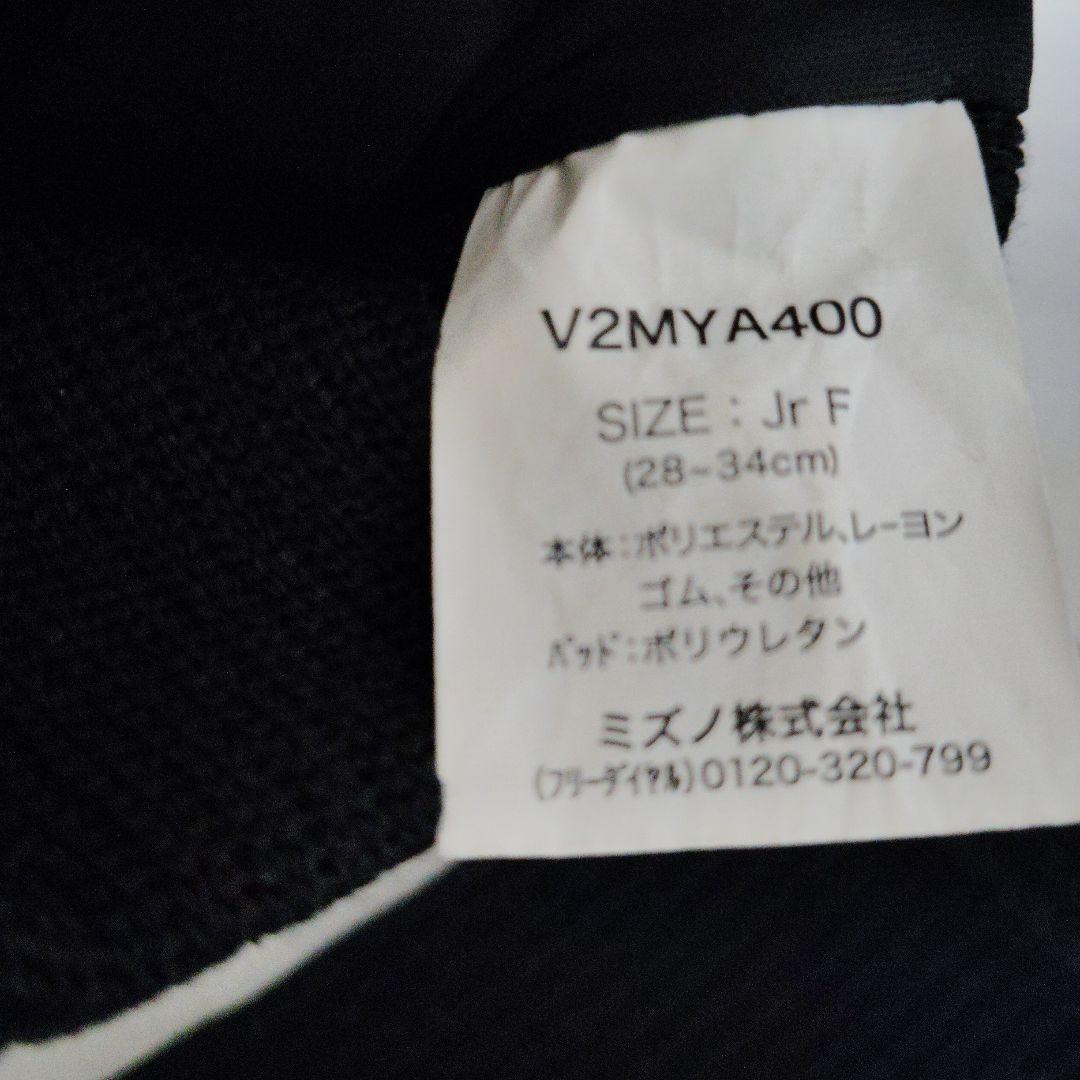 V2MYA400
SIZE : Jr F
(28~34cm)
本体:ポリエステル、レーヨン
ゴム、その他
パッド:ポリウレタン
ミズノ株式会社
(フリーダイヤル)0120-320-799